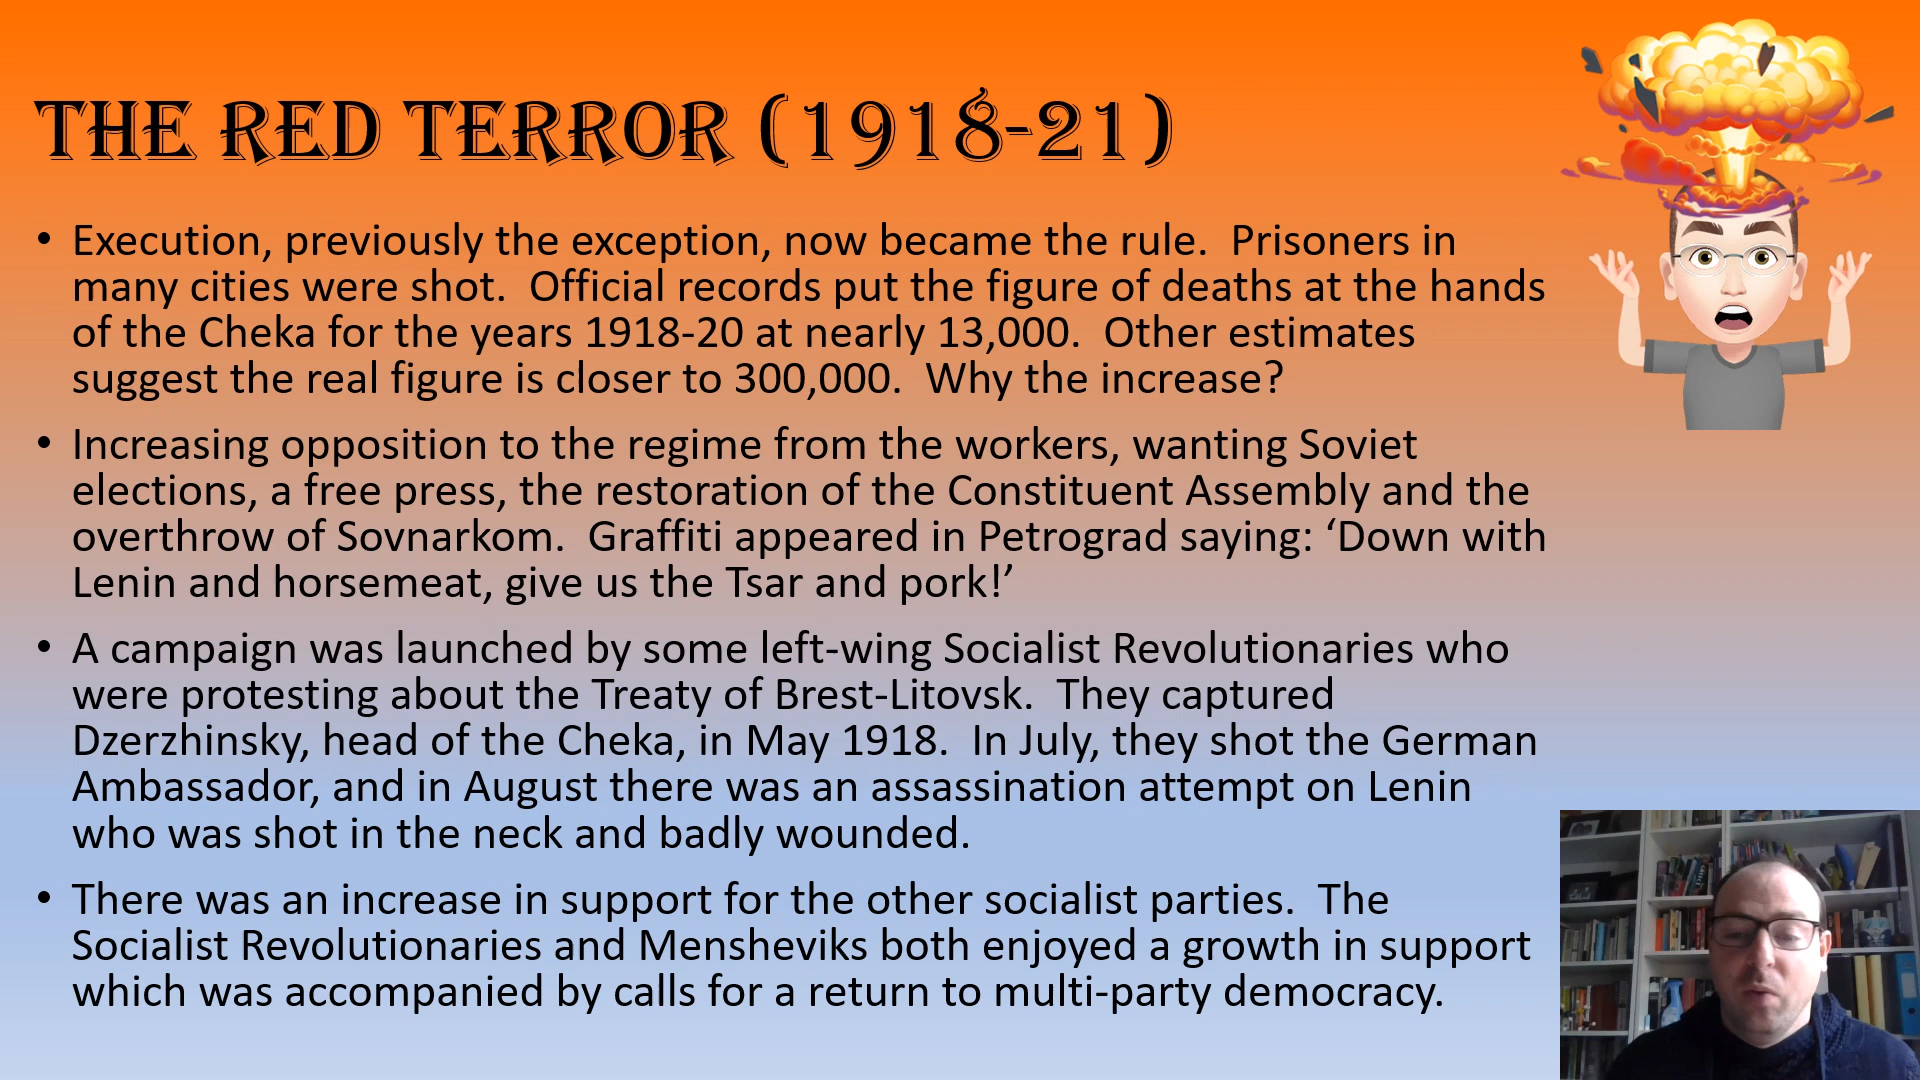 THE RED TERROR (1918-21)
• Execution, previously the exception, now became the rule.  Prisoners in
many cities were shot.  Official records put the figure of deaths at the hands
of the Cheka for the years 1918-20 at nearly 13,000.  Other estimates
suggest the real figure is closer to 300,000.  Why the increase?
• Increasing opposition to the regime from the workers, wanting Soviet
elections, a free press, the restoration of the Constituent Assembly and the
overthrow of Sovnarkom.  Graffiti appeared in Petrograd saying: ‘Down with
Lenin and horsemeat, give us the Tsar and pork!’
• A campaign was launched by some left-wing Socialist Revolutionaries who
were protesting about the Treaty of Brest-Litovsk.  They captured
Dzerzhinsky, head of the Cheka, in May 1918.  In July, they shot the German
Ambassador, and in August there was an assassination attempt on Lenin
who was shot in the neck and badly wounded.
• There was an increase in support for the other socialist parties.  The
Socialist Revolutionaries and Mensheviks both enjoyed a growth in support
which was accompanied by calls for a return to multi-party democracy.